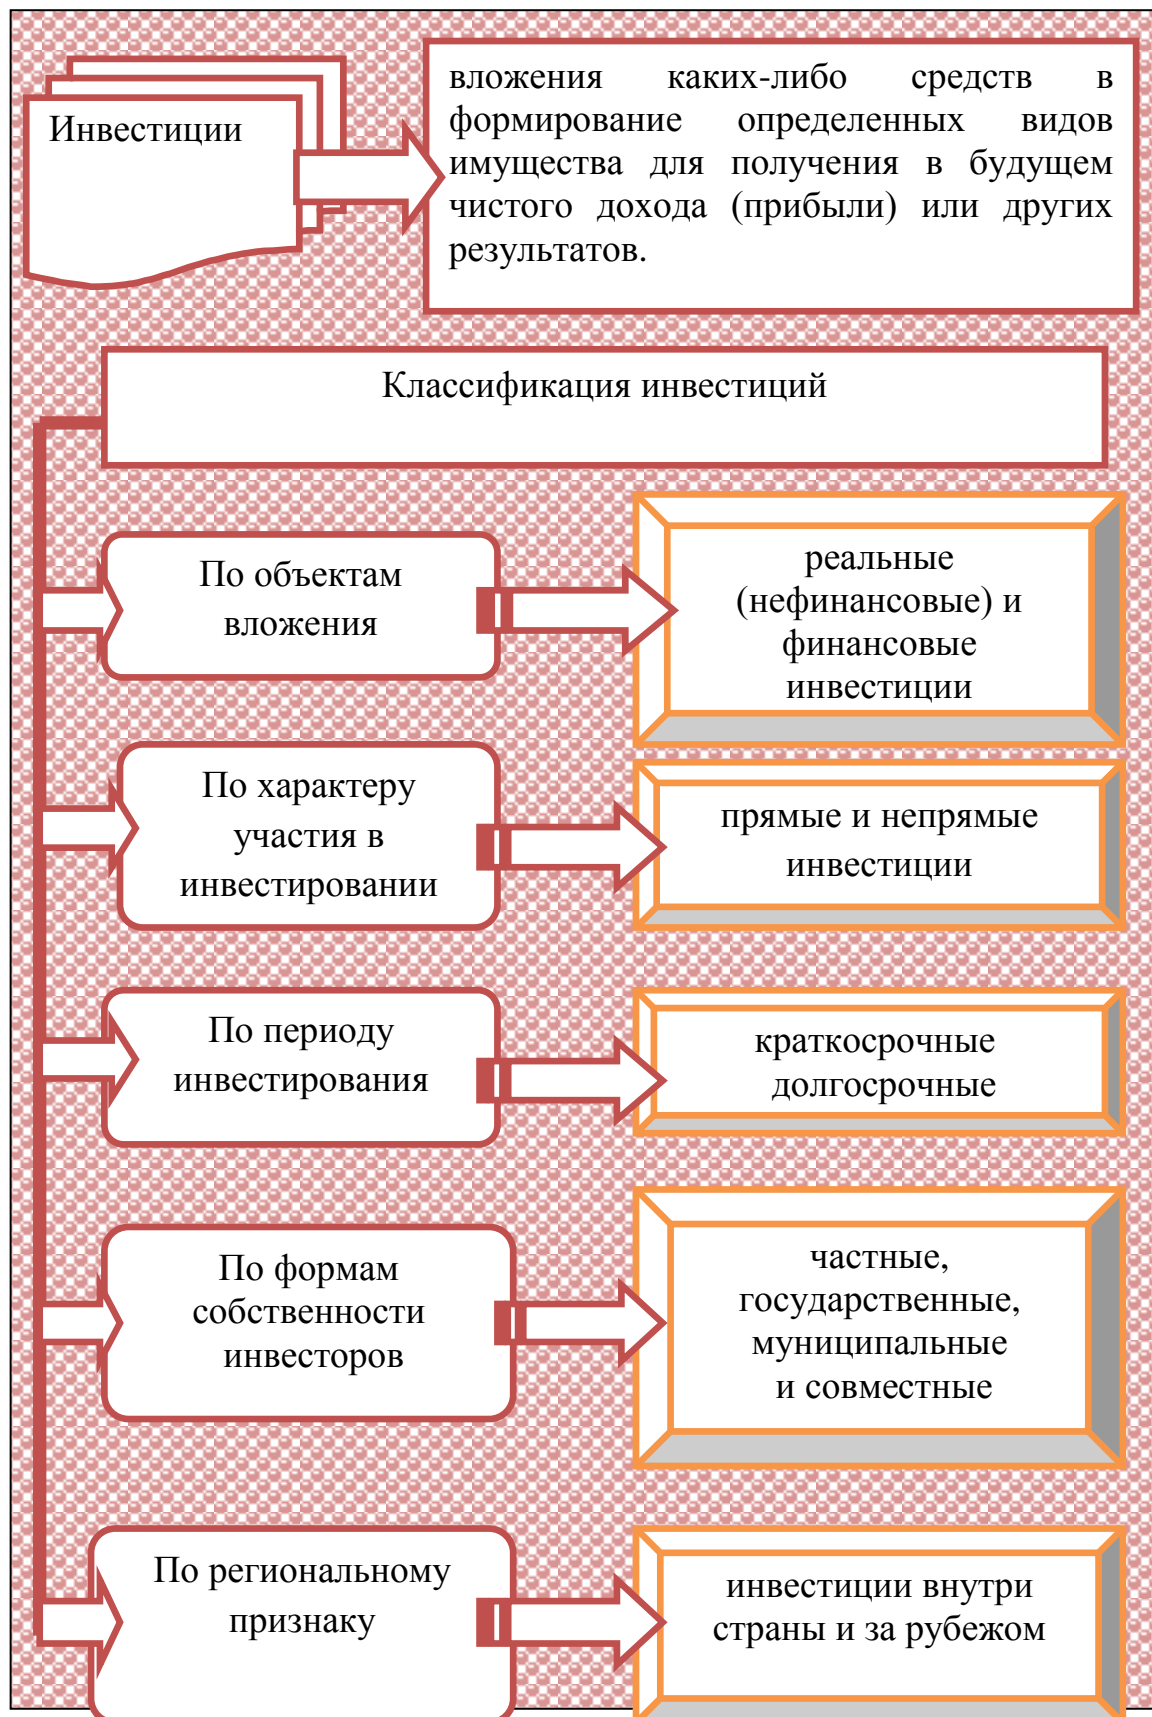 Инвестиции
вложения каких-либо средств в
формирование определенных видов
имущества для получения в будущем
чистого дохода (прибыли) или других
результатов.
Классификация инвестиций
По объектам
вложения
реальные
(нефинансовые) и
финансовые
инвестиции
По характеру
участия в
инвестировании
прямые и непрямые
инвестиции
По периоду
инвестирования
краткосрочные
долгосрочные
По формам
собственности
инвесторов
частные,
государственные,
муниципальные
и совместные
По региональному
признаку
инвестиции внутри
страны и за рубежом